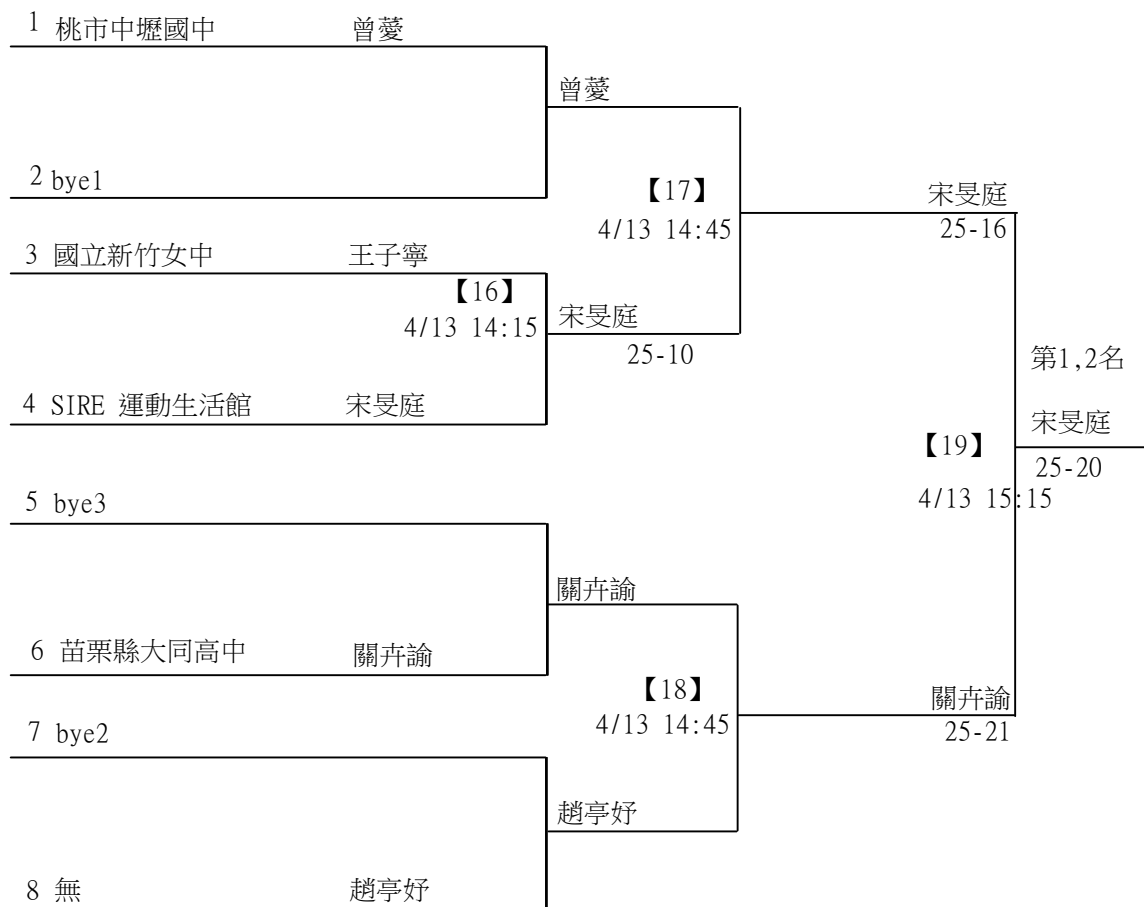 1 桃市中壢國中 曾薆
曾薆
2 bye1
【17】
4/13 14:45
宋旻庭
25-16
3 國立新竹女中 王子寧
【16】
4/13 14:15
宋旻庭
25-10
4 SIRE 運動生活館 宋旻庭
第1,2名
宋旻庭
25-20
【19】
4/13 15:15
5 bye3
關卉諭
6 苗栗縣大同高中 關卉諭
【18】
4/13 14:45
關卉諭
25-21
7 bye2
趙亭妤
8 無 趙亭妤